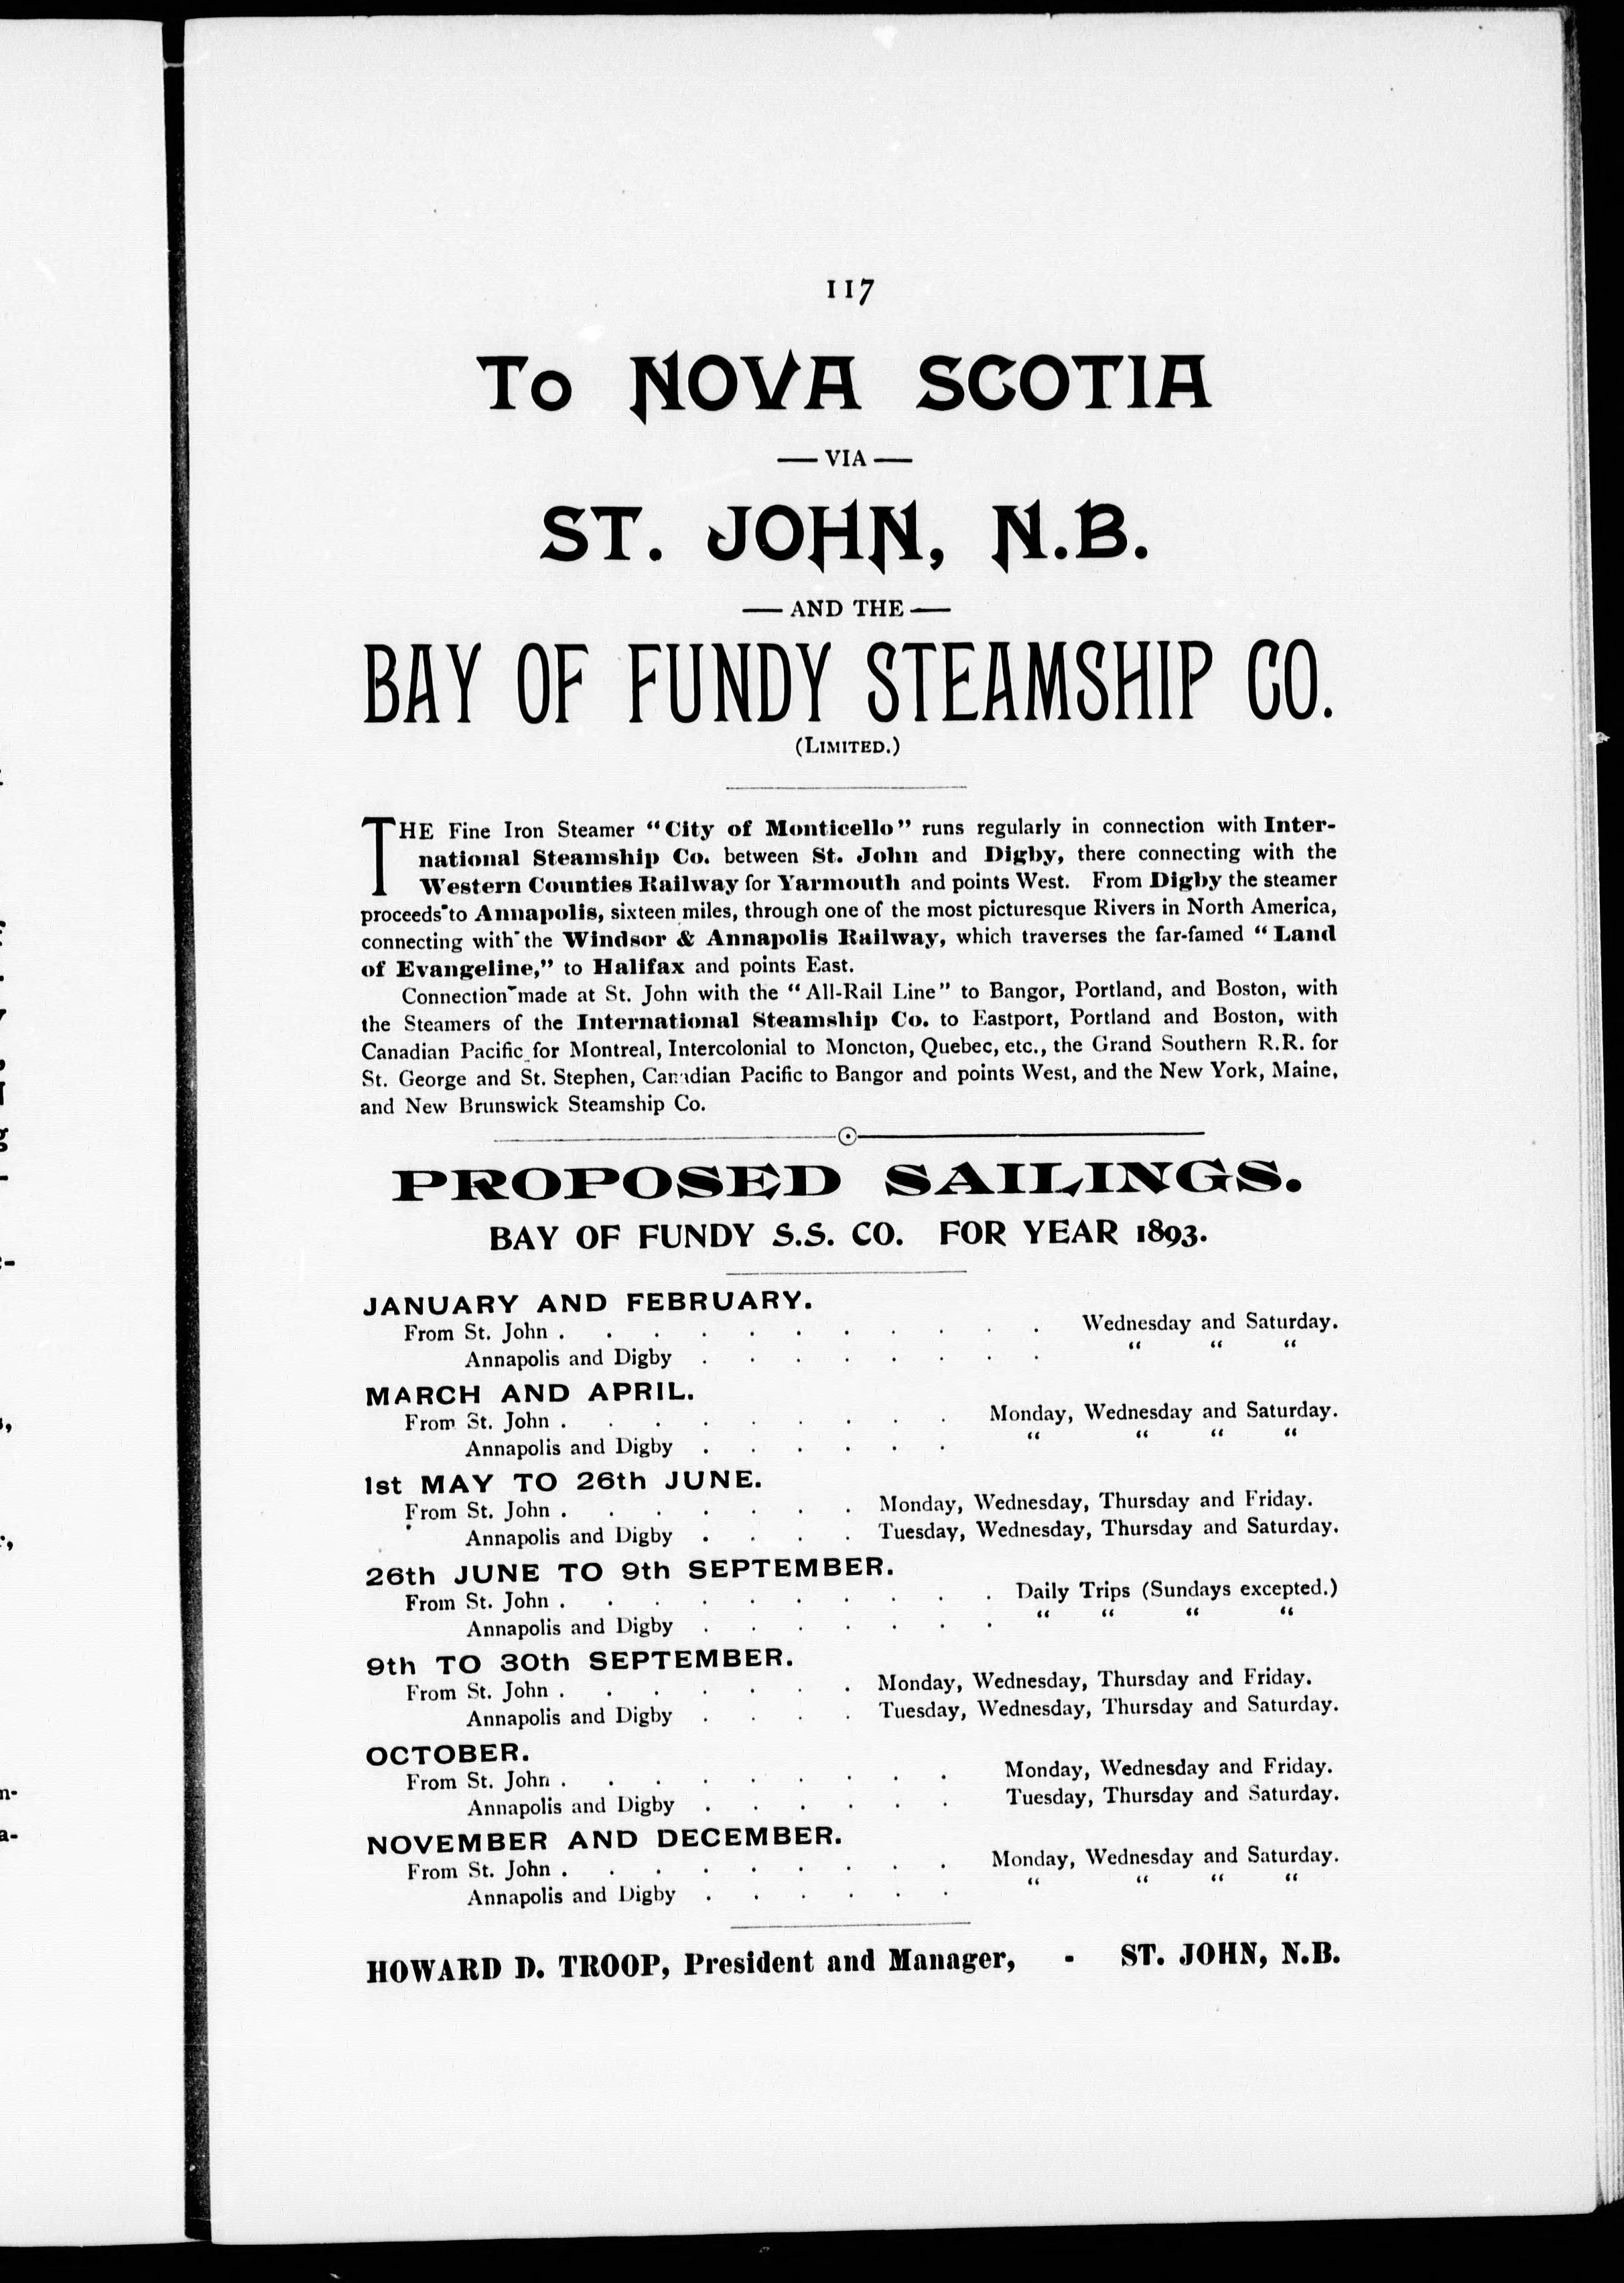 117
To NOVA SCOTIA
— VIA —
ST. JOHN, N.B.
— AND THE —
BAY OF FUNDY STEAMSHIP CO.
(LIMITED.)
THE Fine Iron Steamer “City of Monticello” runs regularly in connection with Inter-
national Steamship Co. between St. John and Digby, there connecting with the
Western Counties Railway for Yarmouth and points West. From Digby the steamer
proceeds to Annapolis, sixteen miles, through one of the most picturesque Rivers in North America,
connecting with the Windsor & Annapolis Railway, which traverses the far-famed “Land
of Evangeline,” to Halifax and points East.
Connection made at St. John with the “All-Rail Line” to Bangor, Portland, and Boston, with
the Steamers of the International Steamship Co. to Eastport, Portland and Boston, with
Canadian Pacific for Montreal, Intercolonial to Moncton, Quebec, etc., the Grand Southern R.R. for
St. George and St. Stephen, Canadian Pacific to Bangor and points West, and the New York, Maine,
and New Brunswick Steamship Co.
PROPOSED SAILINGS.
BAY OF FUNDY S.S. CO. FOR YEAR 1893.
JANUARY AND FEBRUARY.
From St. John . . . . . . . . . . . Wednesday and Saturday.
Annapolis and Digby . . . . . . . . “ “ “
MARCH AND APRIL.
From St. John . . . . . . . . . Monday, Wednesday and Saturday.
Annapolis and Digby . . . . . . “ “ “ “
1st MAY TO 26th JUNE.
From St. John . . . . . . . Monday, Wednesday, Thursday and Friday.
Annapolis and Digby . . . . Tuesday, Wednesday, Thursday and Saturday.
26th JUNE TO 9th SEPTEMBER.
From St. John . . . . . . . . . . Daily Trips (Sundays excepted.)
Annapolis and Digby . . . . . . . “ “ “ “
9th TO 30th SEPTEMBER.
From St. John . . . . . . . Monday, Wednesday, Thursday and Friday.
Annapolis and Digby . . . . Tuesday, Wednesday, Thursday and Saturday.
OCTOBER.
From St. John . . . . . . . . . Monday, Wednesday and Friday.
Annapolis and Digby . . . . . . Tuesday, Thursday and Saturday.
NOVEMBER AND DECEMBER.
From St. John . . . . . . . . . Monday, Wednesday and Saturday.
Annapolis and Digby . . . . . . “ “ “ “
HOWARD D. TROOP, President and Manager, - ST. JOHN, N.B.